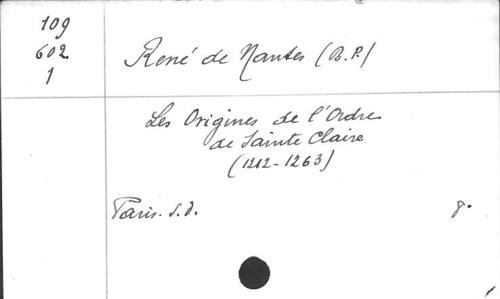 109
602
1
René de Nantes (R.P.)
Les Origines de l'Ordre
de Sainte Claire
(1212-1263)
Paris. s.d. 8.